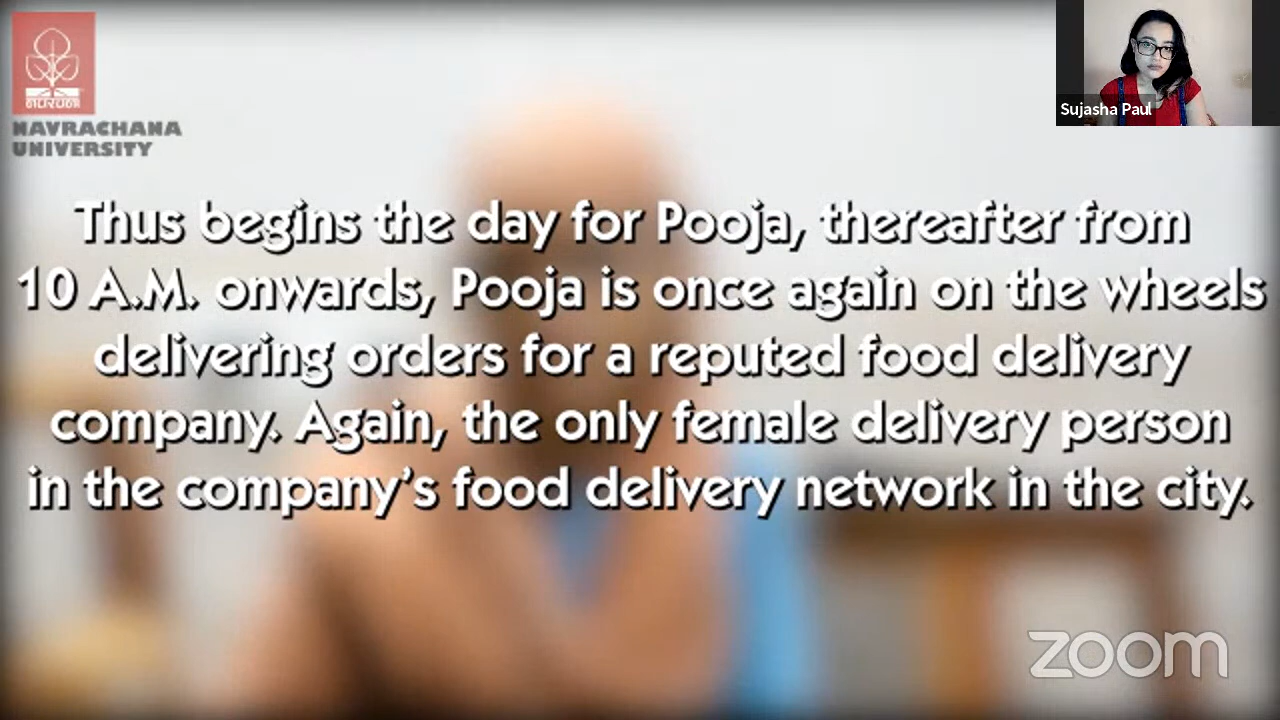 NAVRACHANA
UNIVERSITY
Sujasha Paul
Thus begins the day for Pooja, thereafter from
10 A.M. onwards, Pooja is once again on the wheels
delivering orders for a reputed food delivery
company. Again, the only female delivery person
in the company's food delivery network in the city.
zoom